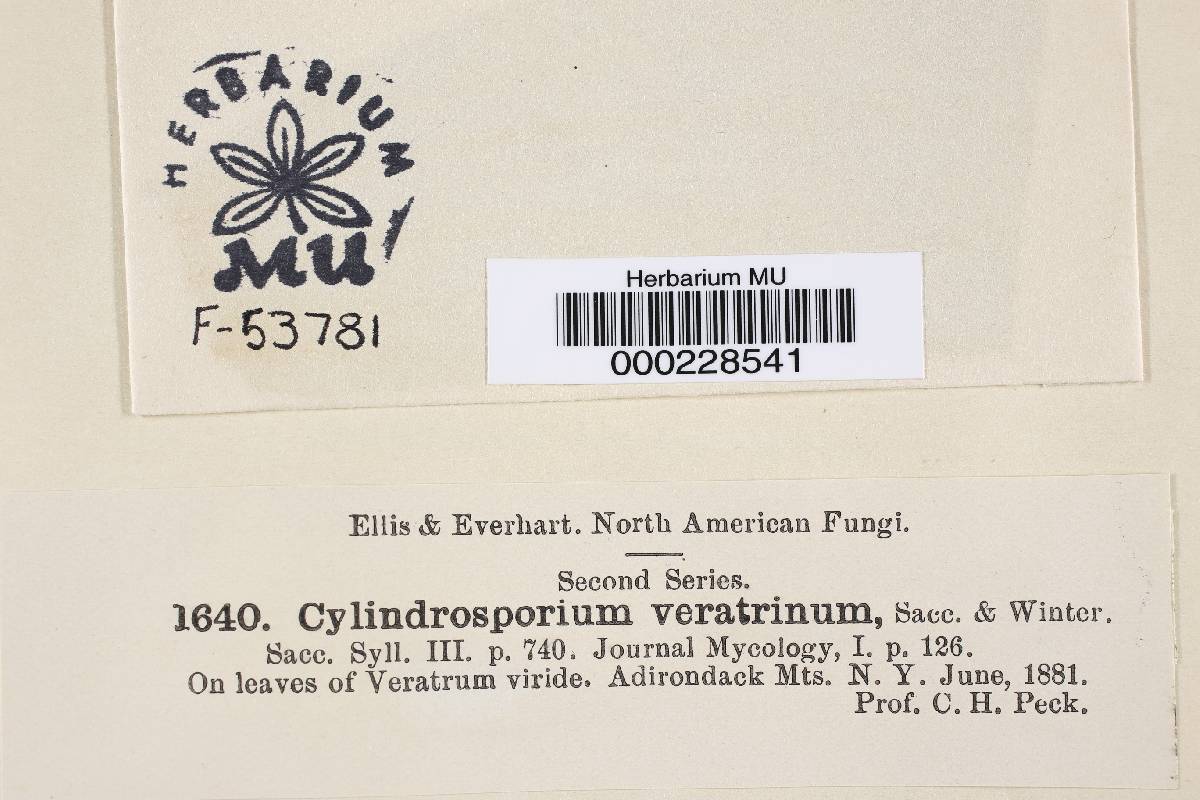 HERBARIUM
MU
F-53781
Herbarium MU
000228541
Ellis & Everhart. North American Fungi.
Second Series.
1640. Cylindrosporium veratrinum, Sacc. & Winter.
Sacc. Syll. III. p. 740. Journal Mycology, I. p. 126.
On leaves of Veratrum viride. Adirondack Mts. N. Y. June, 1881.
Prof. C. H. Peck.